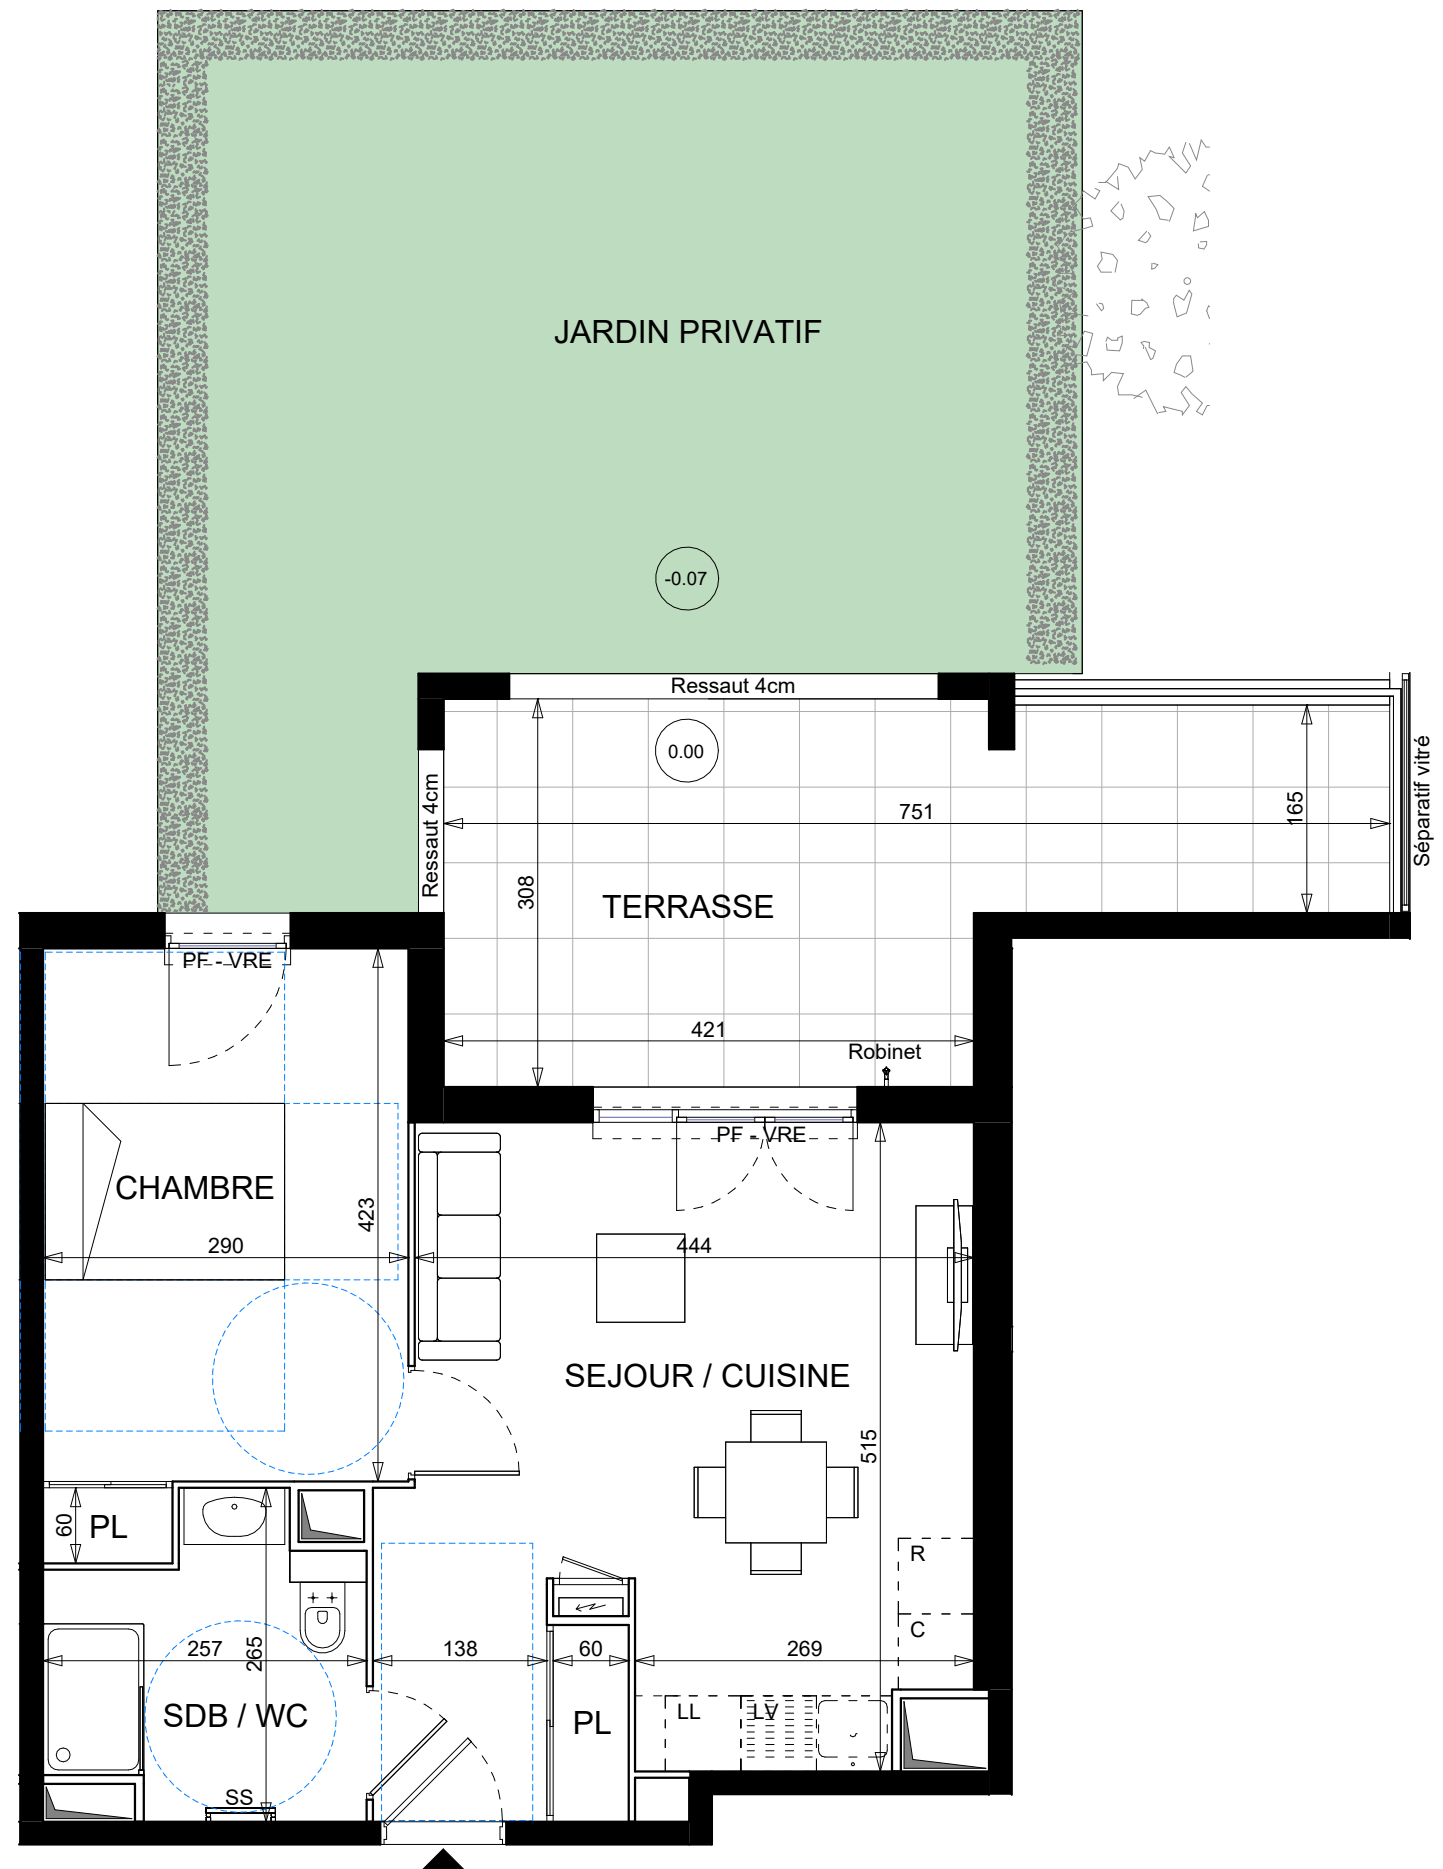 JARDIN PRIVATIF
-0.07
Ressaut 4cm
0.00
Ressaut 4cm
751
165
Séparatif vitré
308
TERRASSE
421
Robinet
PF - VRE
PF - VRE
CHAMBRE
423
290
444
SEJOUR / CUISINE
515
60
PL
R
C
257
265
138
60
269
SDB / WC
PL
LL
LV
SS